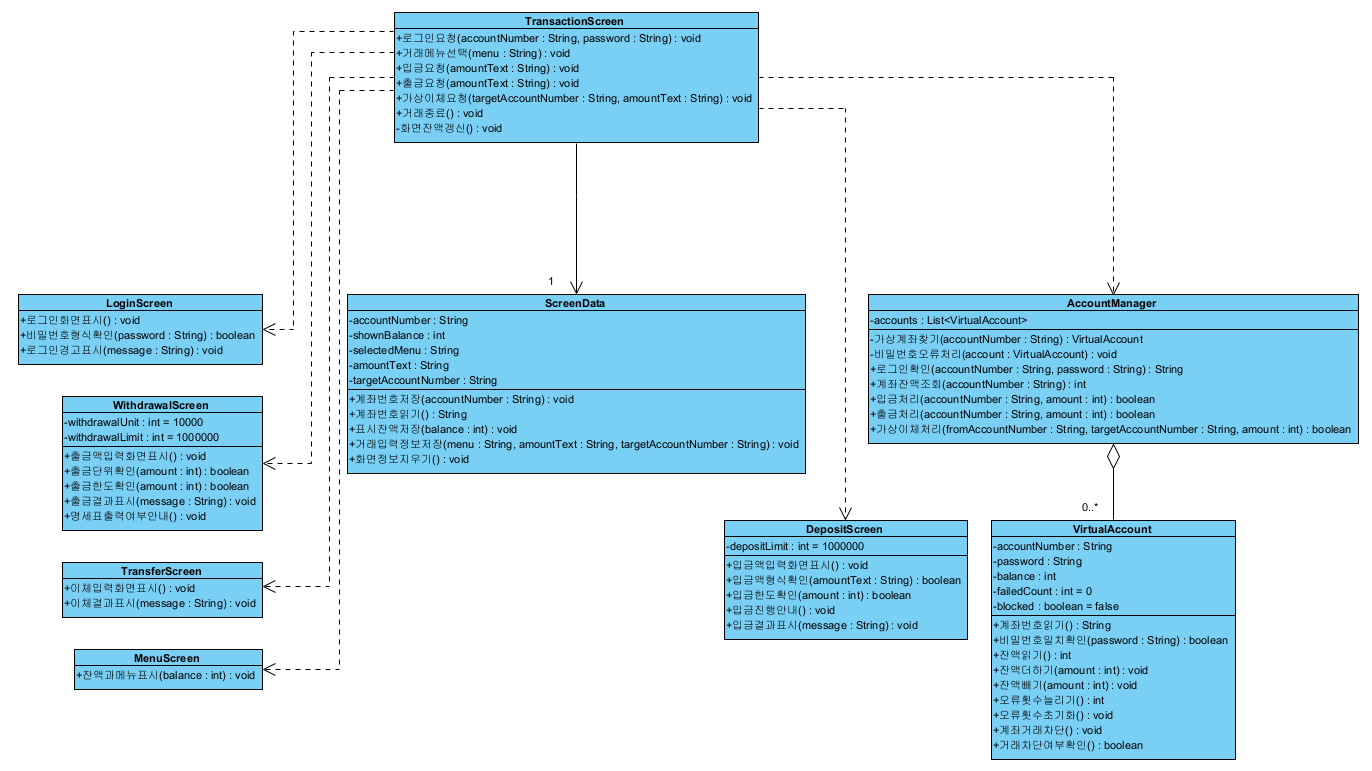 TransactionScreen
+로그인요청(accountNumber : String, password : String) : void
+거래메뉴선택(menu : String) : void
+입금요청(amountText : String) : void
+출금요청(amountText : String) : void
+가상이체요청(targetAccountNumber : String, amountText : String) : void
+거래종료() : void
-화면잔액갱신() : void
1
LoginScreen
+로그인화면표시() : void
+비밀번호형식확인(password : String) : boolean
+로그인경고표시(message : String) : void
ScreenData
-accountNumber : String
-shownBalance : int
-selectedMenu : String
-amountText : String
-targetAccountNumber : String
+계좌번호저장(accountNumber : String) : void
+계좌번호읽기() : String
+표시잔액저장(balance : int) : void
+거래입력정보저장(menu : String, amountText : String, targetAccountNumber : String) : void
+화면정보지우기() : void
AccountManager
-accounts : List<VirtualAccount>
-가상계좌찾기(accountNumber : String) : VirtualAccount
-비밀번호오류처리(account : VirtualAccount) : void
+로그인확인(accountNumber : String, password : String) : String
+계좌잔액조회(accountNumber : String) : int
+입금처리(accountNumber : String, amount : int) : boolean
+출금처리(accountNumber : String, amount : int) : boolean
+가상이체처리(fromAccountNumber : String, targetAccountNumber : String, amount : int) : boolean
WithdrawalScreen
-withdrawalUnit : int = 10000
-withdrawalLimit : int = 1000000
+출금액입력화면표시() : void
+출금단위확인(amount : int) : boolean
+출금한도확인(amount : int) : boolean
+출금결과표시(message : String) : void
+명세표출력여부안내() : void
0..*
DepositScreen
-depositLimit : int = 1000000
+입금액입력화면표시() : void
+입금액형식확인(amountText : String) : boolean
+입금한도확인(amount : int) : boolean
+입금진행안내() : void
+입금결과표시(message : String) : void
VirtualAccount
-accountNumber : String
-password : String
-balance : int
-failedCount : int = 0
-blocked : boolean = false
+계좌번호읽기() : String
+비밀번호일치확인(password : String) : boolean
+잔액읽기() : int
+잔액더하기(amount : int) : void
+잔액빼기(amount : int) : void
+오류횟수늘리기() : int
+오류횟수초기화() : void
+계좌거래차단() : void
+거래차단여부확인() : boolean
TransferScreen
+이체입력화면표시() : void
+이체결과표시(message : String) : void
MenuScreen
+잔액과메뉴표시(balance : int) : void